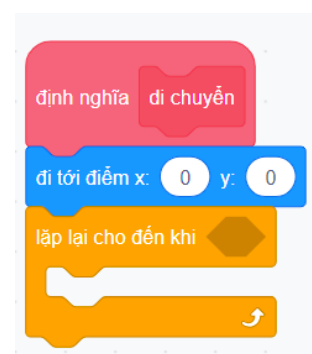 định nghĩa di chuyển
đi tới điểm x: 0 y: 0
lặp lại cho đến khi